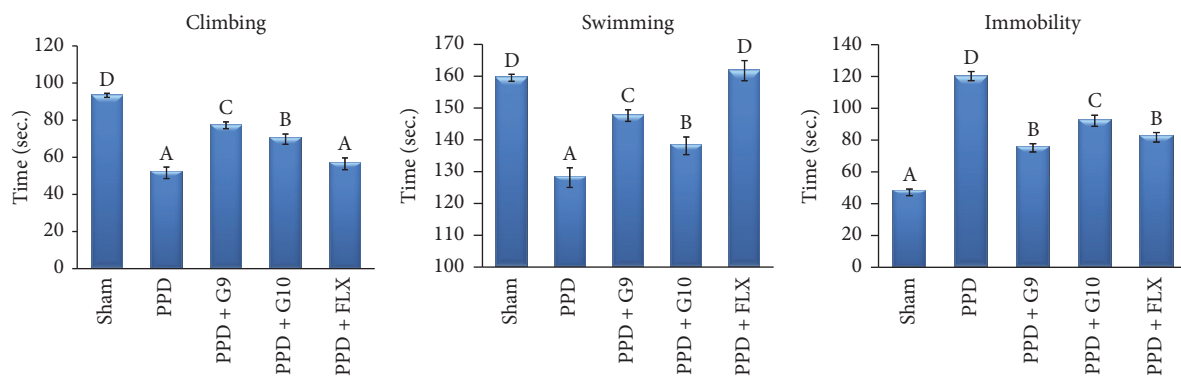 Climbing
Time (sec.)
120
100
80
60
40
20
0
D
A
C
B
A
Sham
PPD
PPD + G9
PPD + G10
PPD + FLX
Swimming
Time (sec.)
170
160
150
140
130
120
110
100
D
A
C
B
D
Sham
PPD
PPD + G9
PPD + G10
PPD + FLX
Immobility
Time (sec.)
140
120
100
80
60
40
20
0
A
D
B
C
B
Sham
PPD
PPD + G9
PPD + G10
PPD + FLX